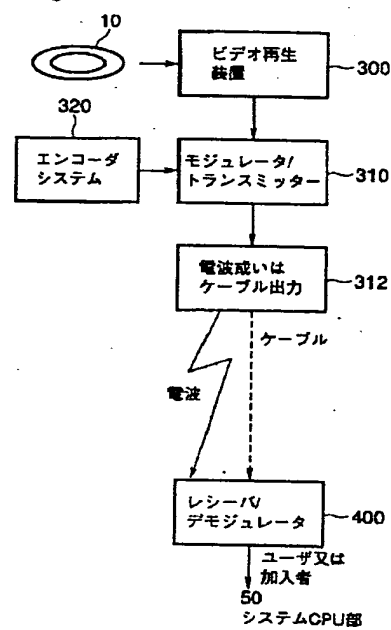 10
ビデオ再生
装置
300
320
エンコーダ
システム
モジュレータ/
トランスミッター
310
電波或いは
ケーブル出力
312
ケーブル
電波
レシーバ/
デモジュレータ
400
ユーザ又は
加入者
50
システムCPU部